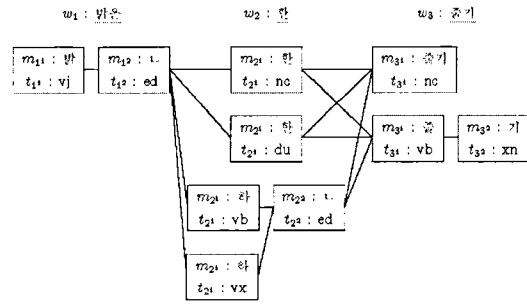 w₁ : 밝은 w₂ : 한 w₃ : 줄기
m₁¹ : 밝 m₁² : ㄴ m₂¹ : 한 m₃¹ : 줄기
t₁¹ : vj t₁² : ed t₂¹ : nc t₃¹ : nc
m₂¹ : 한 m₃¹ : 줄 m₃² : 기
t₂¹ : du t₃¹ : vb t₃² : xn
m₂¹ : 하 m₂² : ㄴ
t₂¹ : vb t₂² : ed
m₂¹ : 하
t₂¹ : vx